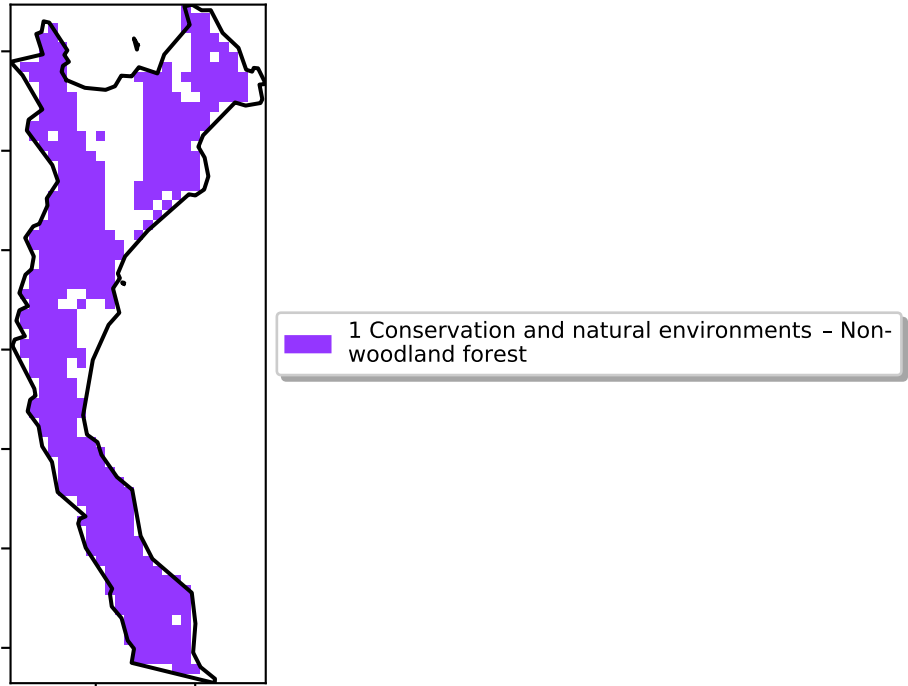 1 Conservation and natural environments – Non-
woodland forest